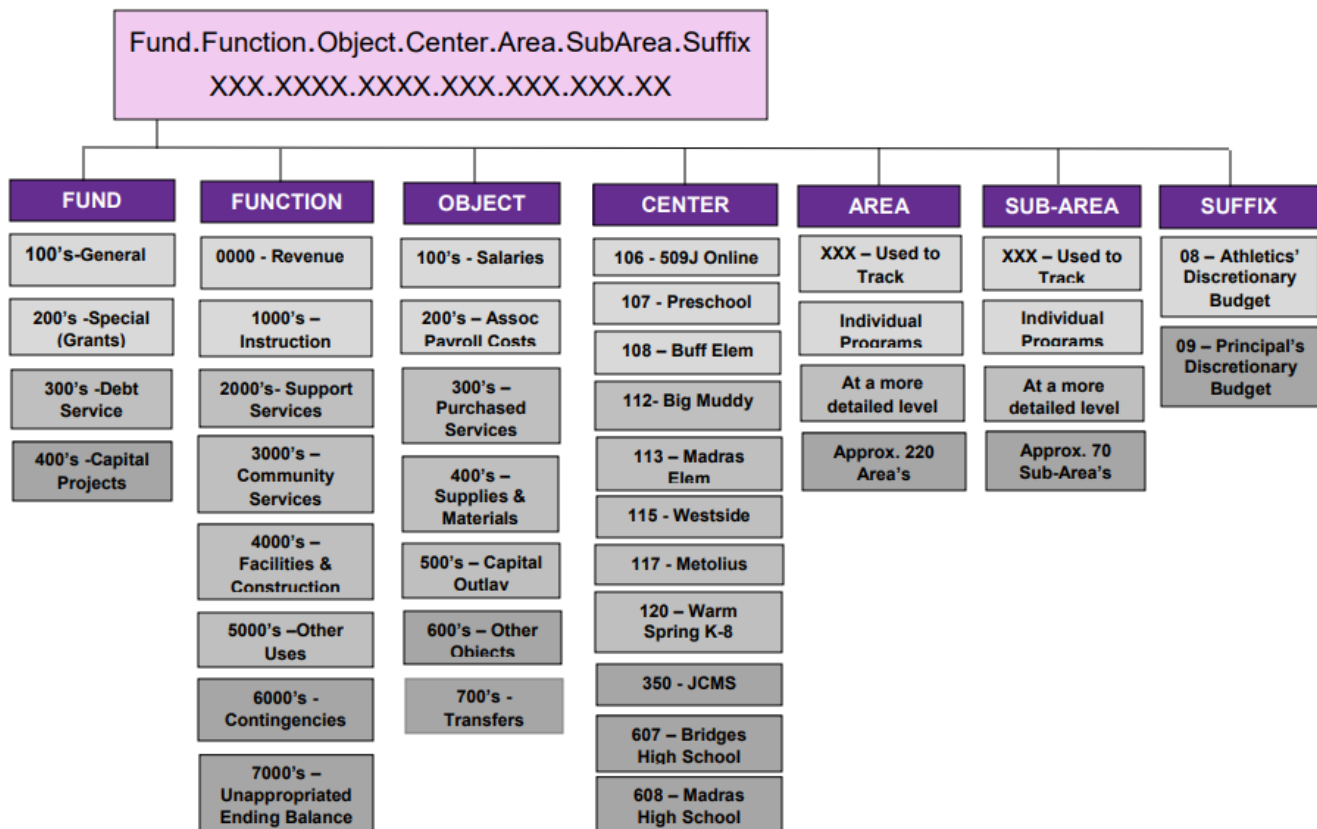 Fund.Function.Object.Center.Area.SubArea.Suffix
XXX.XXXX.XXXX.XXX.XXX.XXX.XX
FUND
100's-General
200's -Special
(Grants)
300's -Debt
Service
400's -Capital
Projects
FUNCTION
0000 - Revenue
1000's –
Instruction
2000's- Support
Services
3000's –
Community
Services
4000's –
Facilities &
Construction
5000's –Other
Uses
6000's -
Contingencies
7000's –
Unappropriated
Ending Balance
OBJECT
100's - Salaries
200's – Assoc
Payroll Costs
300's –
Purchased
Services
400's –
Supplies &
Materials
500's – Capital
Outlay
600's – Other
Objects
700's -
Transfers
CENTER
106 - 509J Online
107 - Preschool
108 – Buff Elem
112- Big Muddy
113 – Madras
Elem
115 - Westside
117 - Metolius
120 – Warm
Spring K-8
350 - JCMS
607 – Bridges
High School
608 – Madras
High School
AREA
XXX – Used to
Track
Individual
Programs
At a more
detailed level
Approx. 220
Area's
SUB-AREA
XXX – Used to
Track
Individual
Programs
At a more
detailed level
Approx. 70
Sub-Area's
SUFFIX
08 – Athletics'
Discretionary
Budget
09 – Principal's
Discretionary
Budget